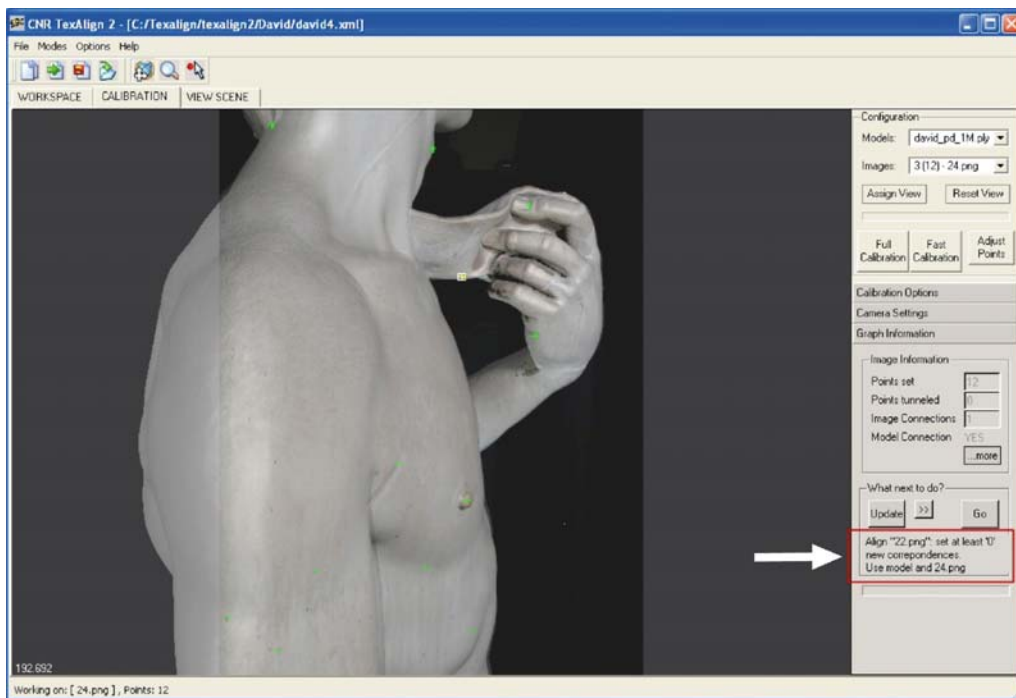 CNR TexAlign 2 - [C:/Texalign/texalign2/David/david4.xml]
File Modes Options Help
WORKSPACE CALIBRATION VIEW SCENE
Configuration
Models: david_pd_1M.ply
Images: 3 (12) - 24.png
Assign View Reset View
Full Calibration Fast Calibration Adjust Points
Calibration Options
Camera Settings
Graph Information
Image Information
Points set 12
Points tunneled 0
Image Connections 1
Model Connection YES
...more
What next to do?
Update >> Go
Align "22.png": set at least '0'
new correpondences.
Use model and 24.png
192.692
Working on: [ 24.png ] , Points: 12